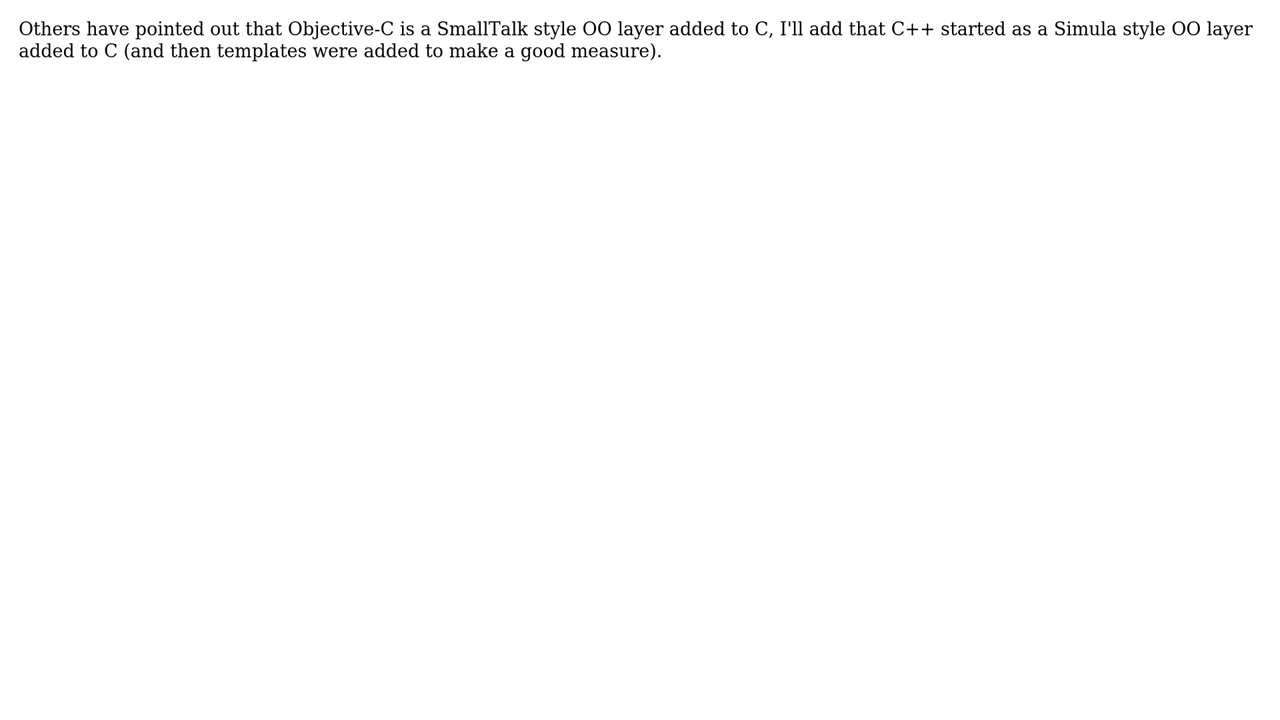 Others have pointed out that Objective-C is a SmallTalk style OO layer added to C, I'll add that C++ started as a Simula style OO layer
added to C (and then templates were added to make a good measure).